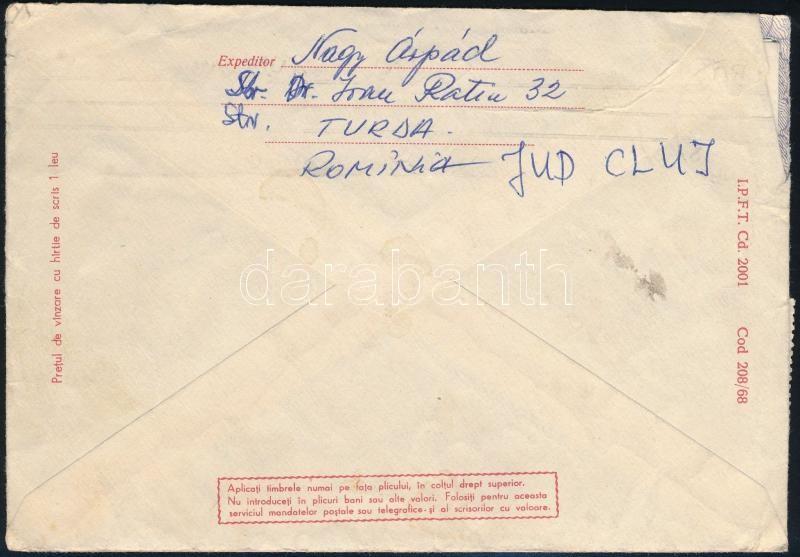 Expeditor Nagy Árpád
Str. Dr. Ioan Ratiu 32
Str. TURDA.
ROMÎNIA JUD CLUJ
Prețul de vînzare cu hîrtie de scris 1 leu
I.P.F.T. Cd. 2001 Cod 208/68
darabanth
Aplicați timbrele numai pe fața plicului, în colțul drept superior.
Nu introduceți în plicuri bani sau alte valori. Folosiți pentru aceasta
serviciul mandatelor poștale sau telegrafice și al scrisorilor cu valoare.